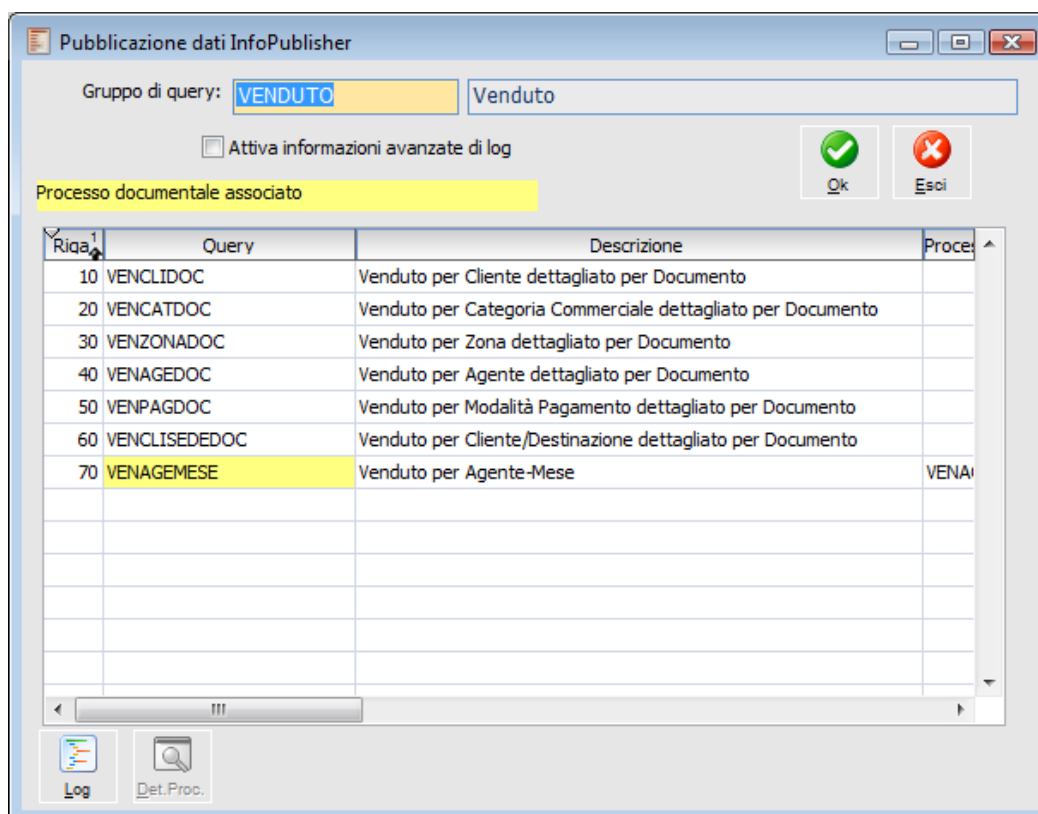 Pubblicazione dati InfoPublisher
Gruppo di query: VENDUTO Venduto
Attiva informazioni avanzate di log
Ok Esci
Processo documentale associato
Riga 1 Query Descrizione Proces
10 VENCLIDOC Venduto per Cliente dettagliato per Documento
20 VENCATDOC Venduto per Categoria Commerciale dettagliato per Documento
30 VENZONADOC Venduto per Zona dettagliato per Documento
40 VENAGEDOC Venduto per Agente dettagliato per Documento
50 VENPAGDOC Venduto per Modalità Pagamento dettagliato per Documento
60 VENCLISEDEDOC Venduto per Cliente/Destinazione dettagliato per Documento
70 VENAGEMESE Venduto per Agente-Mese VENA
Log Det.Proc.